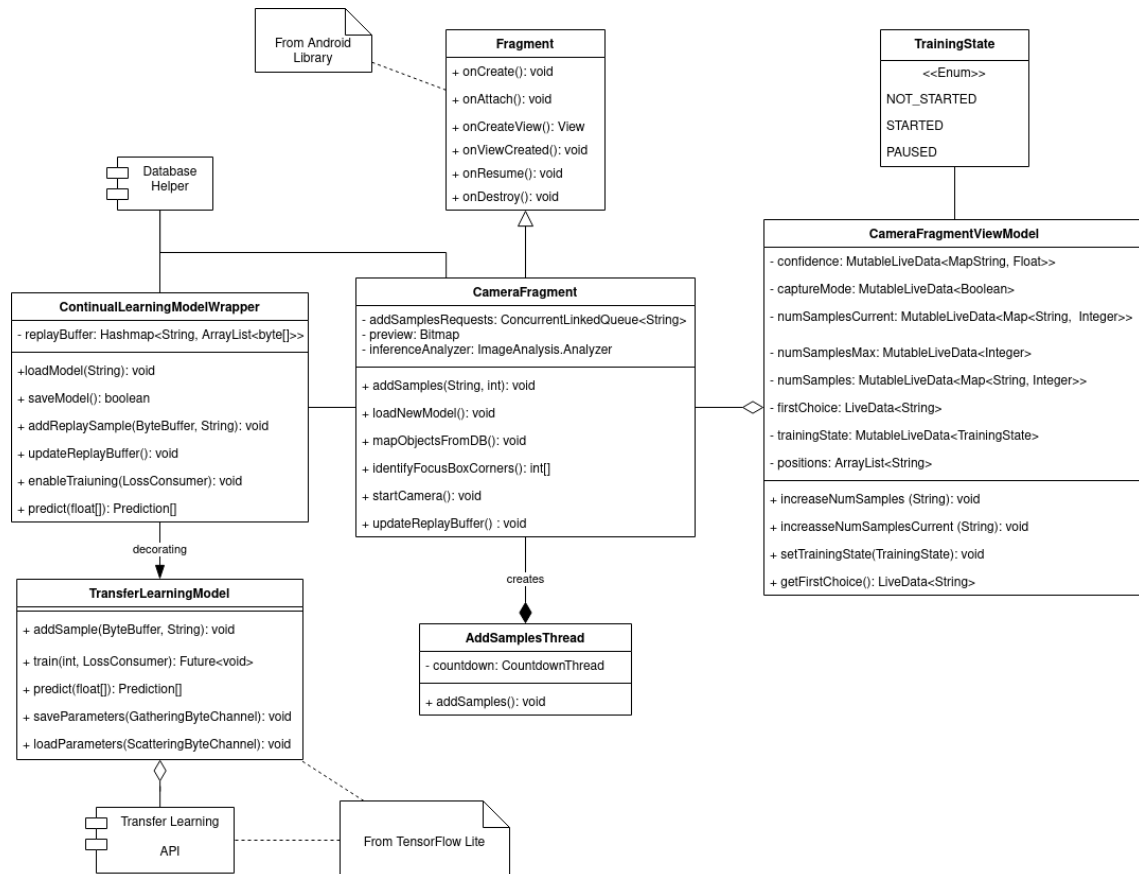 From Android
Library
Fragment
+ onCreate(): void
+ onAttach(): void
+ onCreateView(): View
+ onViewCreated(): void
+ onResume(): void
+ onDestroy(): void
TrainingState
<<Enum>>
NOT_STARTED
STARTED
PAUSED
Database
Helper
ContinualLearningModelWrapper
- replayBuffer: Hashmap<String, ArrayList<byte[]>>
+loadModel(String): void
+ saveModel(): boolean
+ addReplaySample(ByteBuffer, String): void
+ updateReplayBuffer(): void
+ enableTraiuning(LossConsumer): void
+ predict(float[]): Prediction[]
CameraFragment
- addSamplesRequests: ConcurrentLinkedQueue<String>
- preview: Bitmap
- inferenceAnalyzer: ImageAnalysis.Analyzer
+ addSamples(String, int): void
+ loadNewModel(): void
+ mapObjectsFromDB(): void
+ identifyFocusBoxCorners(): int[]
+ startCamera(): void
+ updateReplayBuffer() : void
CameraFragmentViewModel
- confidence: MutableLiveData<MapString, Float>>
- captureMode: MutableLiveData<Boolean>
- numSamplesCurrent: MutableLiveData<Map<String, Integer>>
- numSamplesMax: MutableLiveData<Integer>
- numSamples: MutableLiveData<Map<String, Integer>>
- firstChoice: LiveData<String>
- trainingState: MutableLiveData<TrainingState>
- positions: ArrayList<String>
+ increaseNumSamples (String): void
+ increasseNumSamplesCurrent (String): void
+ setTrainingState(TrainingState): void
+ getFirstChoice(): LiveData<String>
decorating
creates
TransferLearningModel
+ addSample(ByteBuffer, String): void
+ train(int, LossConsumer): Future<void>
+ predict(float[]): Prediction[]
+ saveParameters(GatheringByteChannel): void
+ loadParameters(ScatteringByteChannel): void
AddSamplesThread
- countdown: CountdownThread
+ addSamples(): void
Transfer Learning
API
From TensorFlow Lite